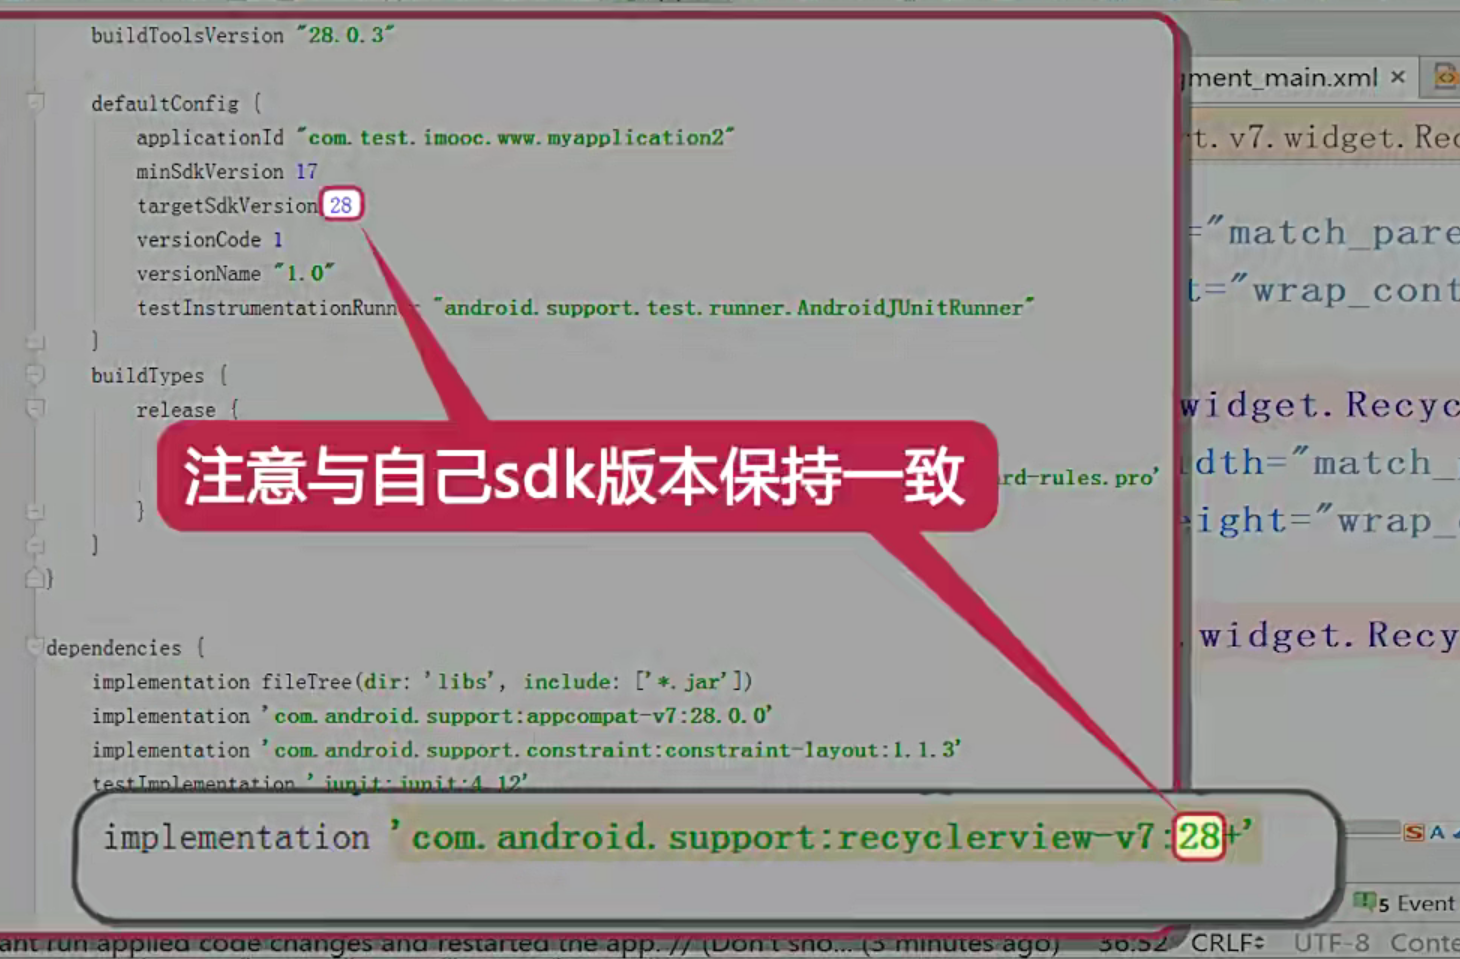 buildToolsVersion "28.0.3"
defaultConfig {
applicationId "com.test.imooc.www.myapplication2"
minSdkVersion 17
targetSdkVersion 28
versionCode 1
versionName "1.0"
testInstrumentationRunn "android.support.test.runner.AndroidJUnitRunner"
}
buildTypes {
release {
注意与自己sdk版本保持一致
rd-rules.pro'
}
}
}
dependencies {
implementation fileTree(dir: 'libs', include: ['*.jar'])
implementation 'com.android.support:appcompat-v7:28.0.0'
implementation 'com.android.support.constraint:constraint-layout:1.1.3'
testImplementation 'junit:junit:4.12'
implementation 'com.android.support:recyclerview-v7:28+'
gment_main.xml ×
t.v7.widget.Rec
="match_pare
t="wrap_cont
widget.Recyc
dth="match_
eight="wrap_
.widget.Recy
S A
5 Event
ant run applied code changes and restarted the app. // (Don't sho... (3 minutes ago) 36:52 CRLF UTF-8 Conte